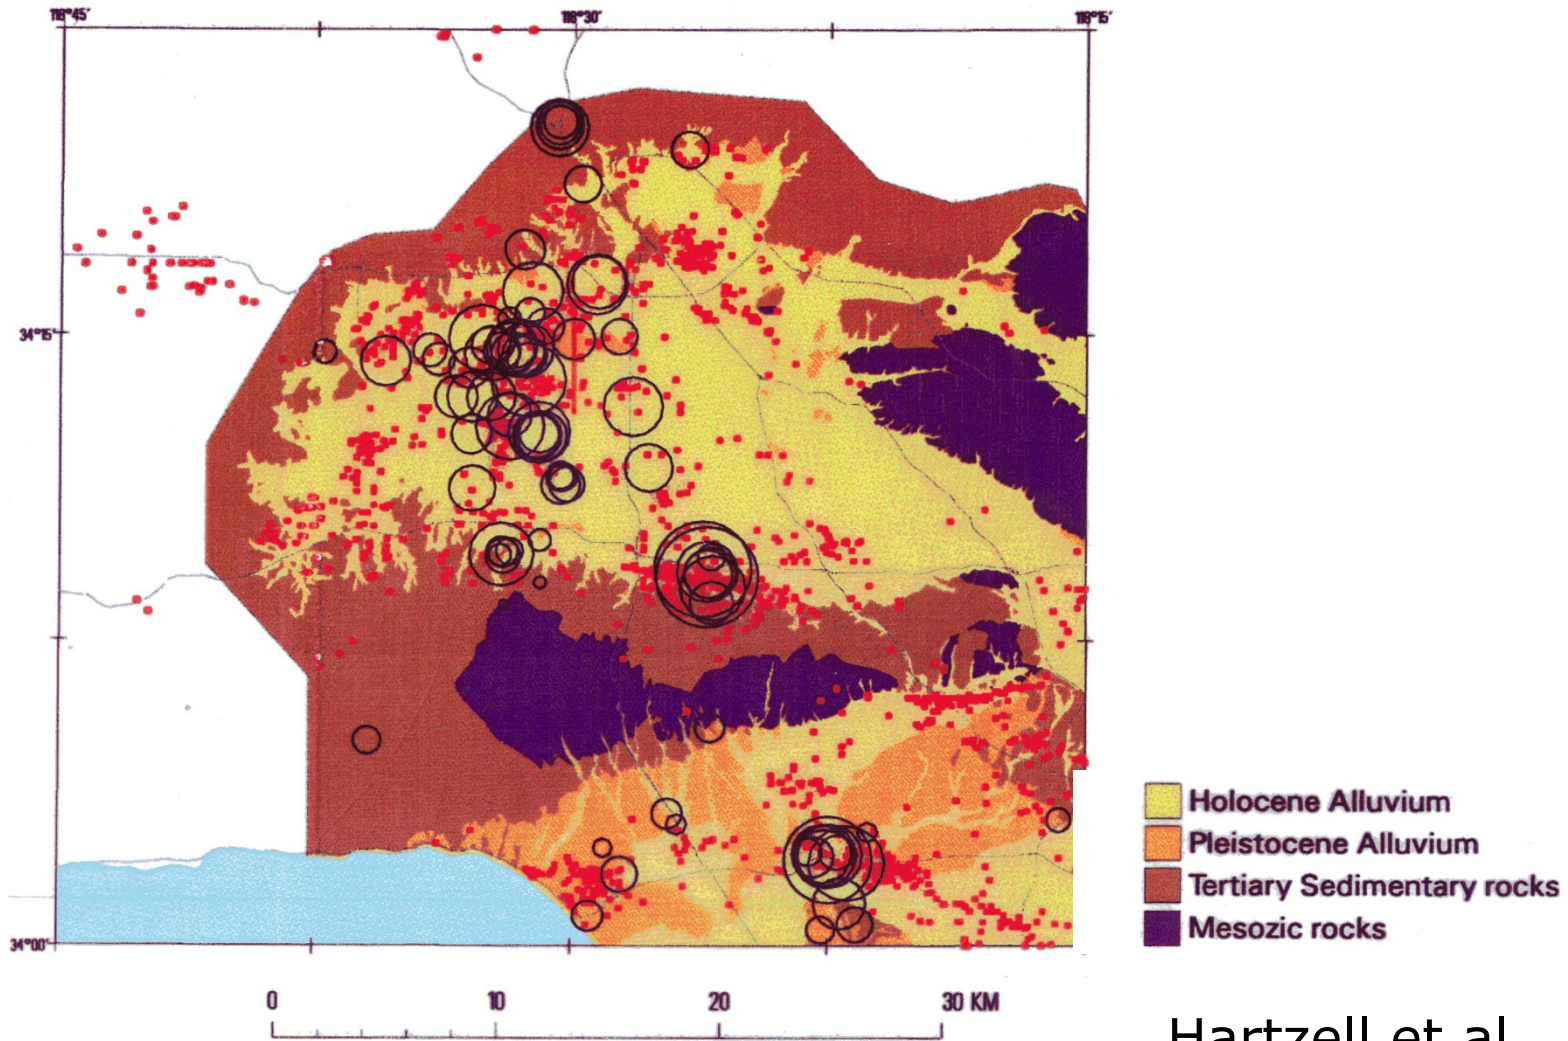 118°45' 118°30' 118°15'
34°15'
34°00'
Holocene Alluvium
Pleistocene Alluvium
Tertiary Sedimentary rocks
Mesozic rocks
0 10 20 30 KM
Hartzell et al